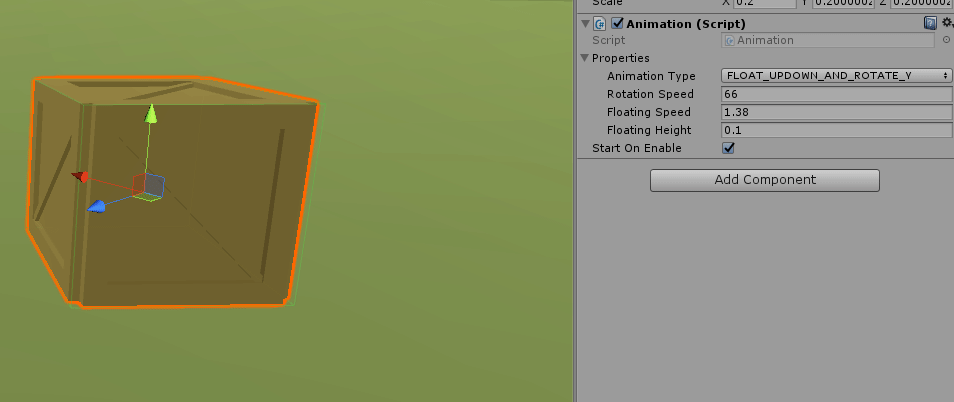 Scale X 0.2 Y 0.2000002 Z 0.2000002
Animation (Script)
Script Animation
Properties
Animation Type FLOAT_UPDOWN_AND_ROTATE_Y
Rotation Speed 66
Floating Speed 1.38
Floating Height 0.1
Start On Enable
Add Component